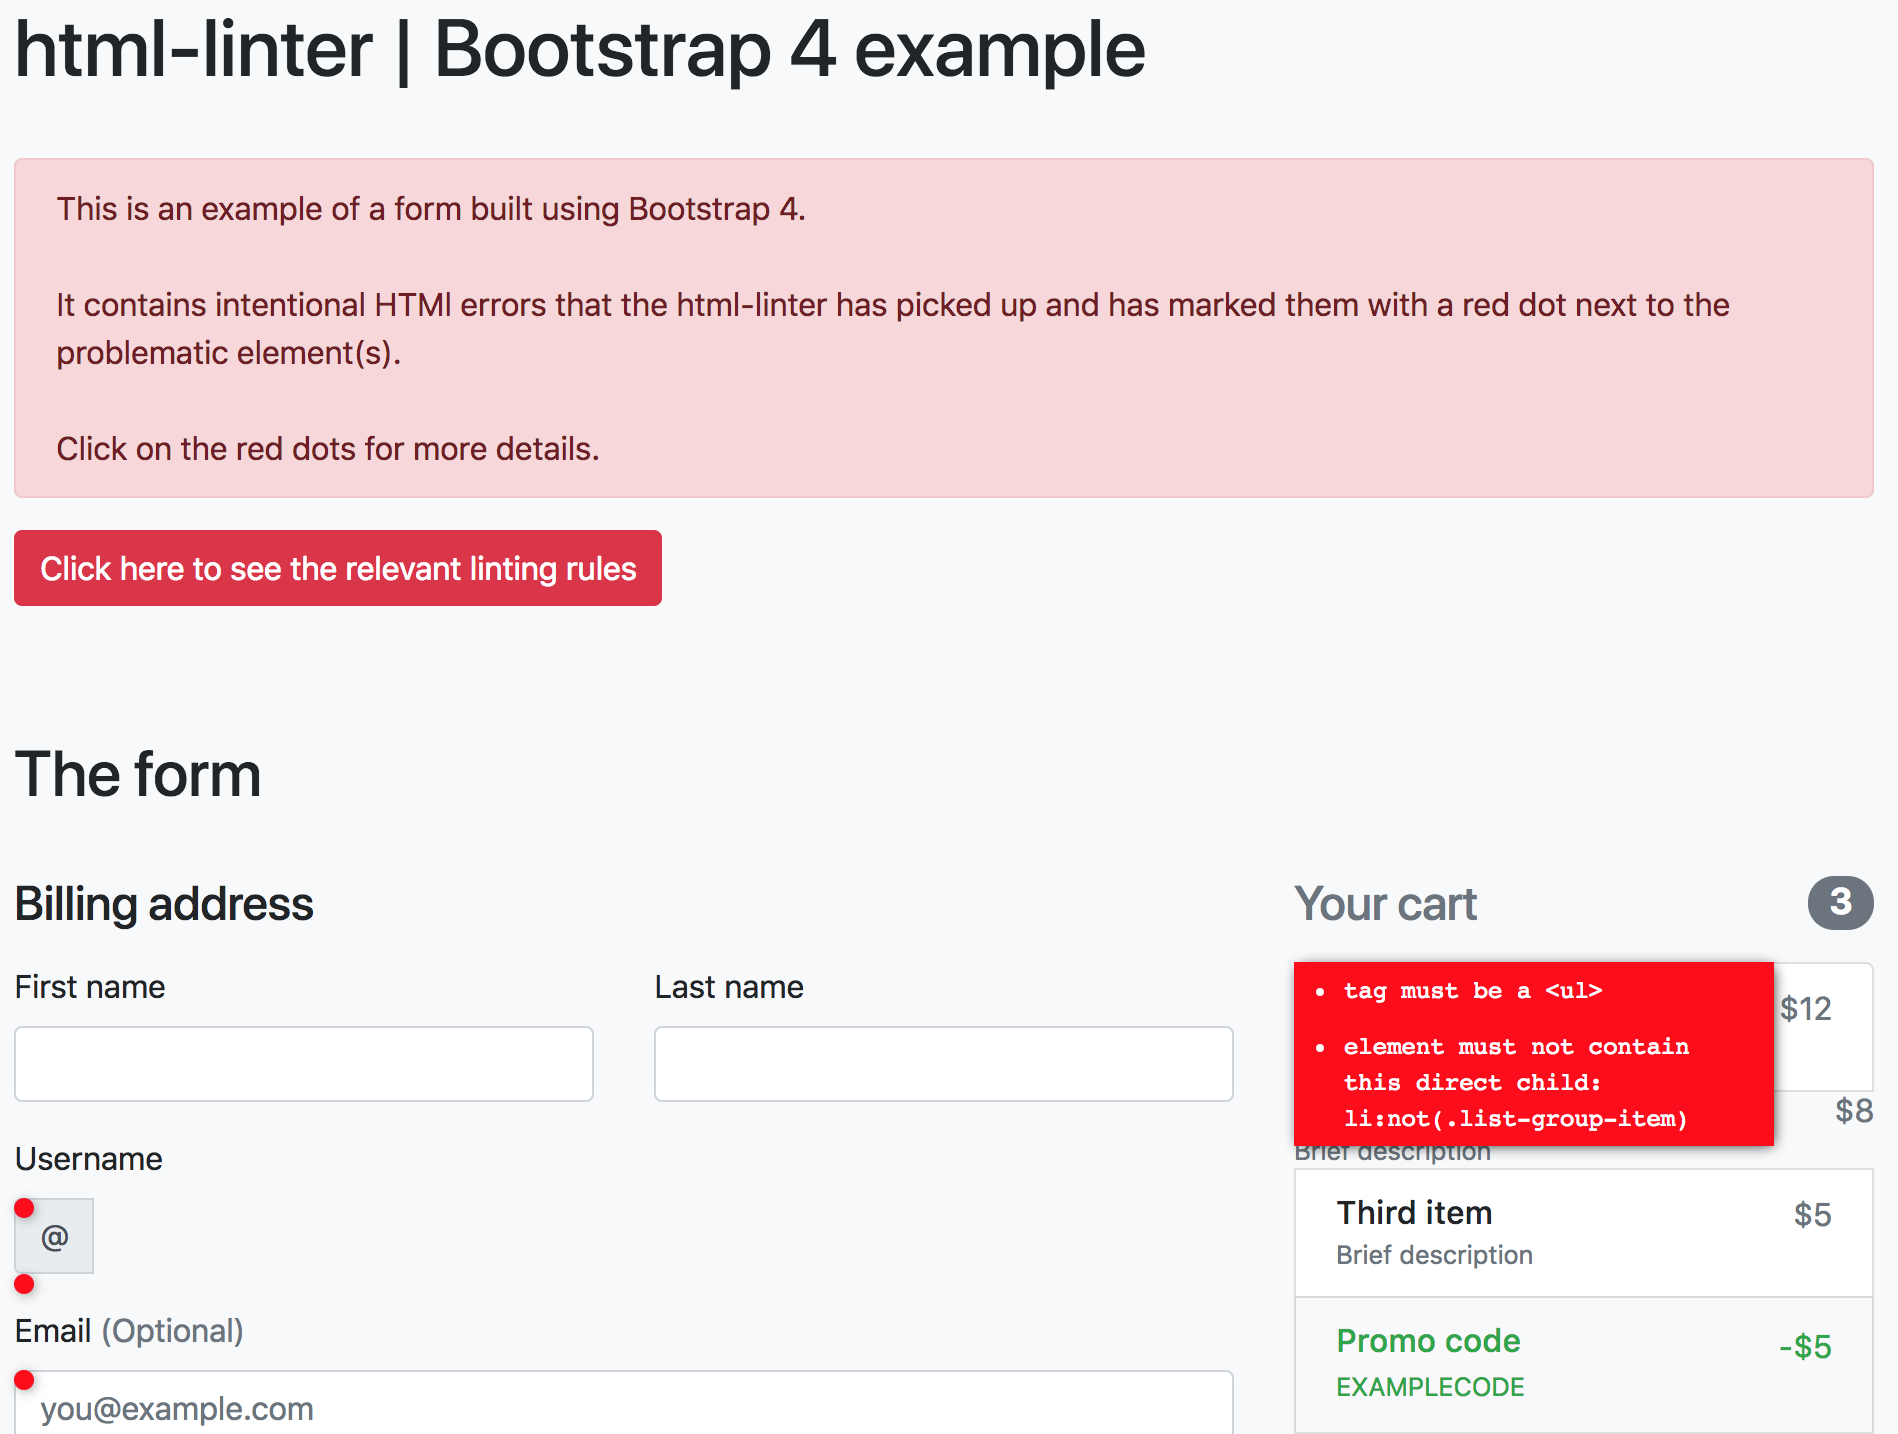 html-linter | Bootstrap 4 example
This is an example of a form built using Bootstrap 4.
It contains intentional HTMl errors that the html-linter has picked up and has marked them with a red dot next to the
problematic element(s).
Click on the red dots for more details.
Click here to see the relevant linting rules
The form
Billing address
First name
Last name
Username
@
Email (Optional)
you@example.com
Your cart
3
• tag must be a <ul>
• element must not contain
this direct child:
li:not(.list-group-item)
$12
$8
Brief description
Third item
$5
Brief description
Promo code
-$5
EXAMPLECODE